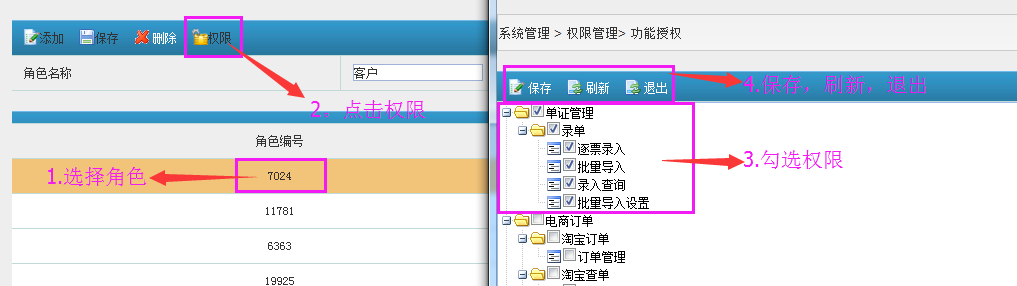 添加 保存 删除 权限
角色名称 客户
2. 点击权限
角色编号
1.选择角色 7024
11781
6363
19925
系统管理 > 权限管理> 功能授权
保存 刷新 退出
4.保存，刷新，退出
单证管理
录单
逐票录入
批量导入
录入查询
批量导入设置
3.勾选权限
电商订单
淘宝订单
订单管理
淘宝查单